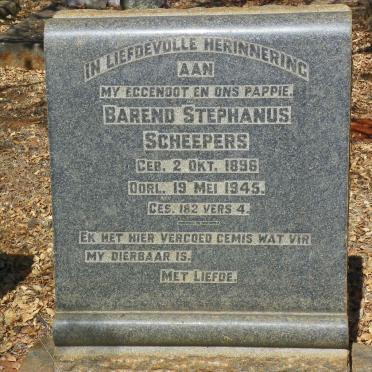 IN LIEFDEVOLLE HERINNERING
AAN
MY EGGENOOT EN ONS PAPPIE.
BAREND STEPHANUS
SCHEEPERS
GEB. 2 OKT. 1896
OORL. 19 MEI 1945.
GES. 182 VERS 4.
EK HET HIER VERGOED GEMIS WAT VIR
MY DIERBAAR IS.
MET LIEFDE.